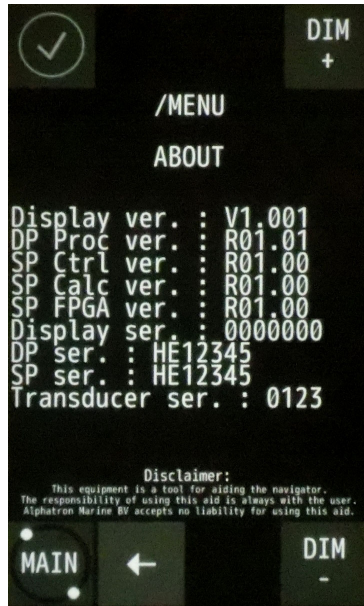 DIM
+
/MENU
ABOUT
Display ver. : V1.001
DP Proc ver. : R01.01
SP Ctrl ver. : R01.00
SP Calc ver. : R01.00
SP FPGA ver. : R01.00
Display ser. : 0000000
DP ser. : HE12345
SP ser. : HE12345
Transducer ser. : 0123
Disclaimer:
This equipment is a tool for aiding the navigator.
The responsibility of using this aid is always with the user.
Alphatron Marine BV accepts no liability for using this aid.
MAIN
←
DIM
-